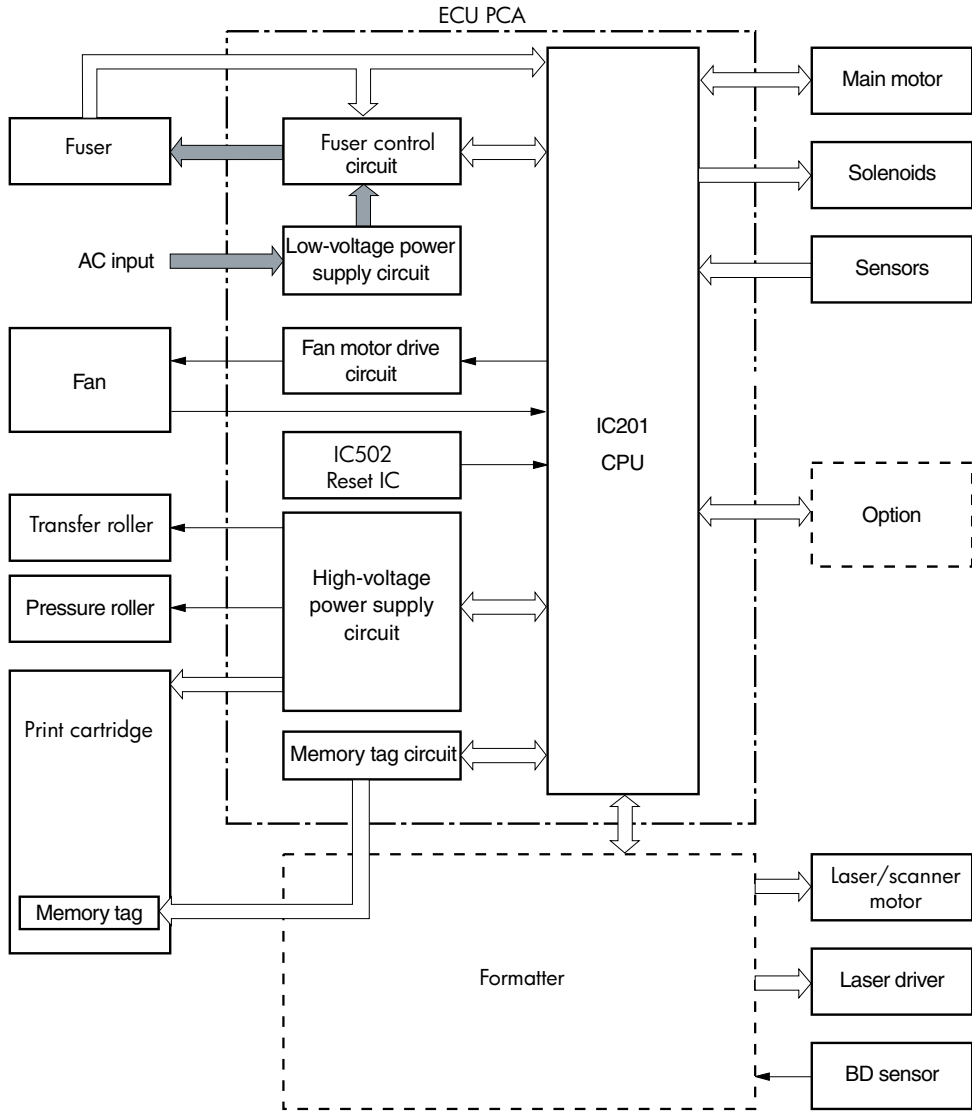 ECU PCA
Main motor
Fuser
Fuser control
circuit
Solenoids
AC input
Low-voltage power
supply circuit
Sensors
Fan
Fan motor drive
circuit
IC201
CPU
IC502
Reset IC
Option
Transfer roller
Pressure roller
High-voltage
power supply
circuit
Print cartridge
Memory tag circuit
Memory tag
Formatter
Laser/scanner
motor
Laser driver
BD sensor